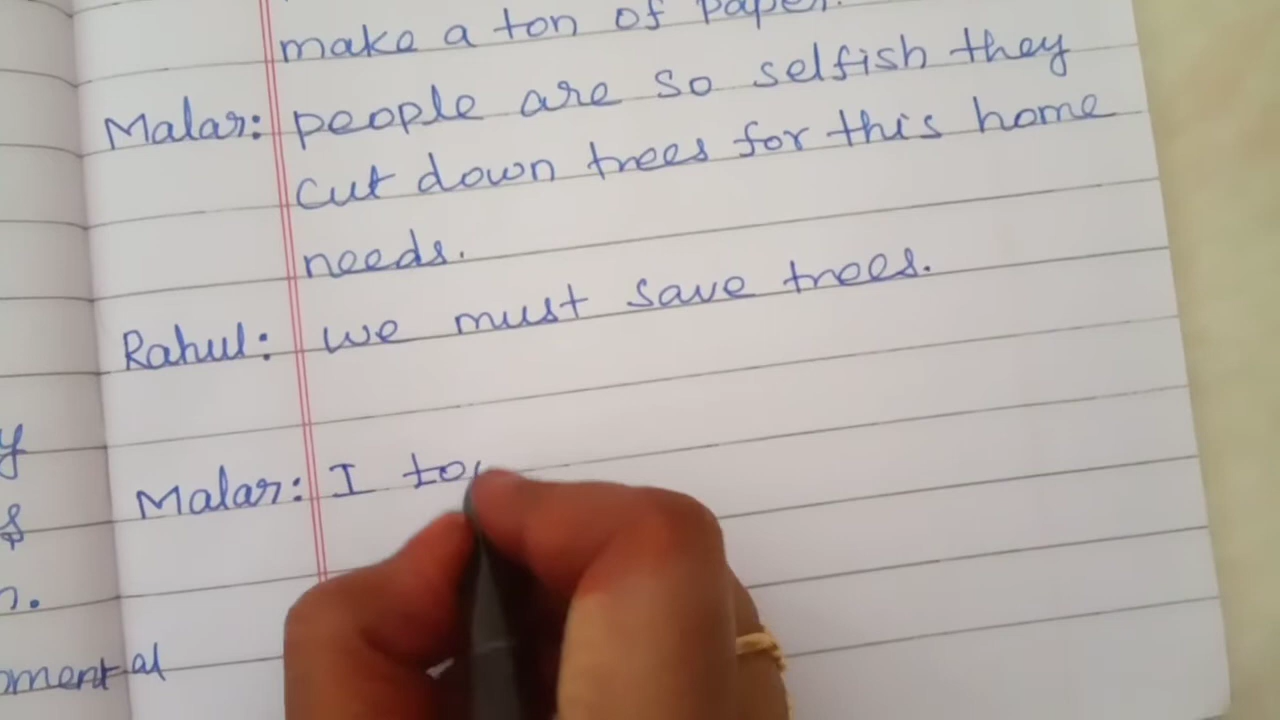 make a ton of paper.
Malar: people are so selfish they
cut down trees for this home
needs.
Rahul: we must save trees.
Malar: I to
y
n.
mental